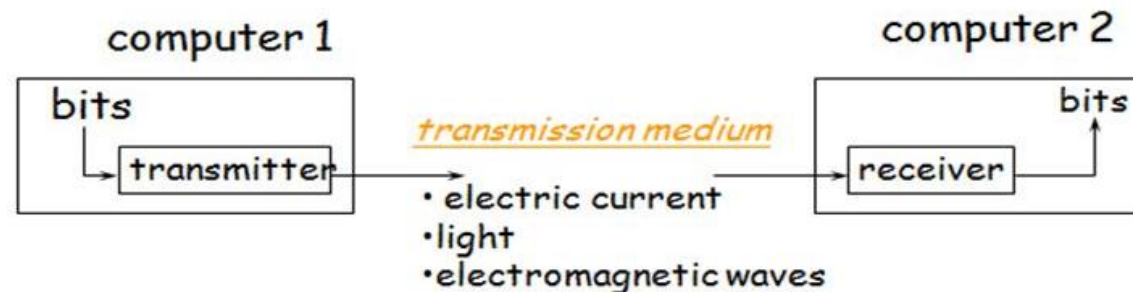 computer 1
computer 2
bits
bits
transmission medium
transmitter
receiver
• electric current
•light
•electromagnetic waves